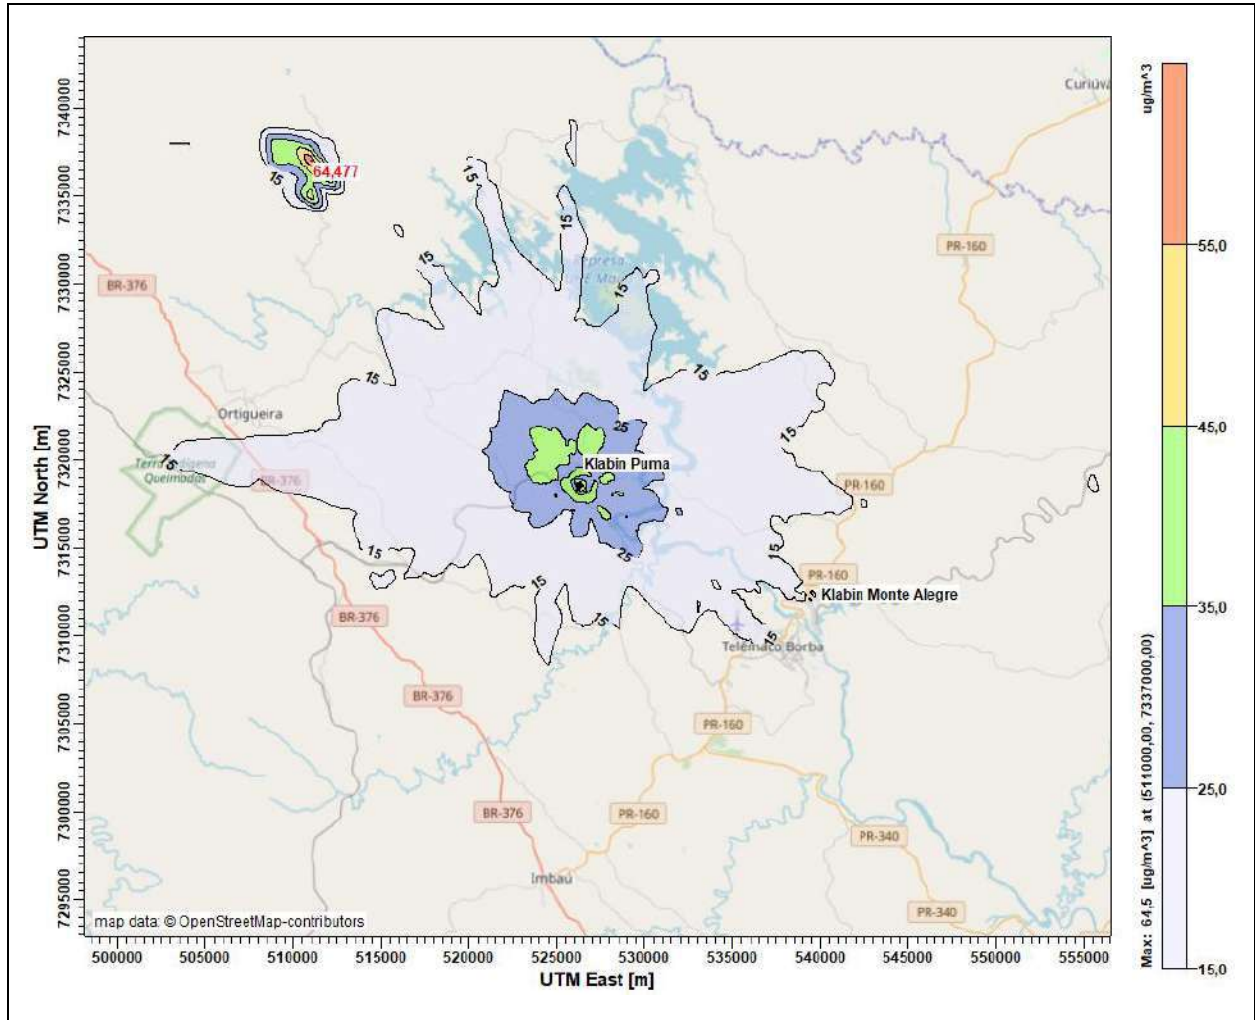 ug/m^3
Curiúva
7340000
64,477
15
7335000
15
15
PR-160
55,0
15
BR-376
7330000
15
7325000
15
15
Ortigueira
45,0
25
15
7320000
15
Klabin Puma
Terra Indígena
Queimadas
BR-376
PR-160
UTM North [m]
7315000
15
25
15
15
PR-160
Klabin Monte Alegre
35,0
BR-376
15
7310000
15
Telêmaco Borba
BR-376
7305000
PR-160
BR-376
PR-160
25,0
7300000
PR-340
Imbaú
7295000
PR-340
map data: © OpenStreetMap-contributors
Max: 64,5 [ug/m^3] at (511000,00, 7337000,00)
15,0
500000 505000 510000 515000 520000 525000 530000 535000 540000 545000 550000 555000
UTM East [m]